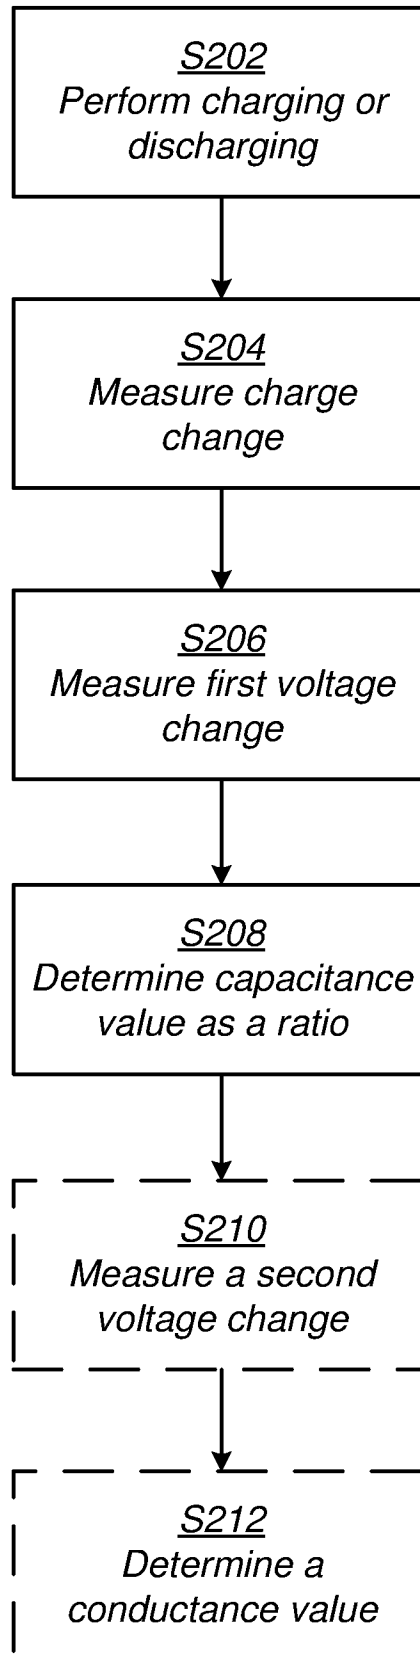 S202
Perform charging or
discharging
S204
Measure charge
change
S206
Measure first voltage
change
S208
Determine capacitance
value as a ratio
S210
Measure a second
voltage change
S212
Determine a
conductance value